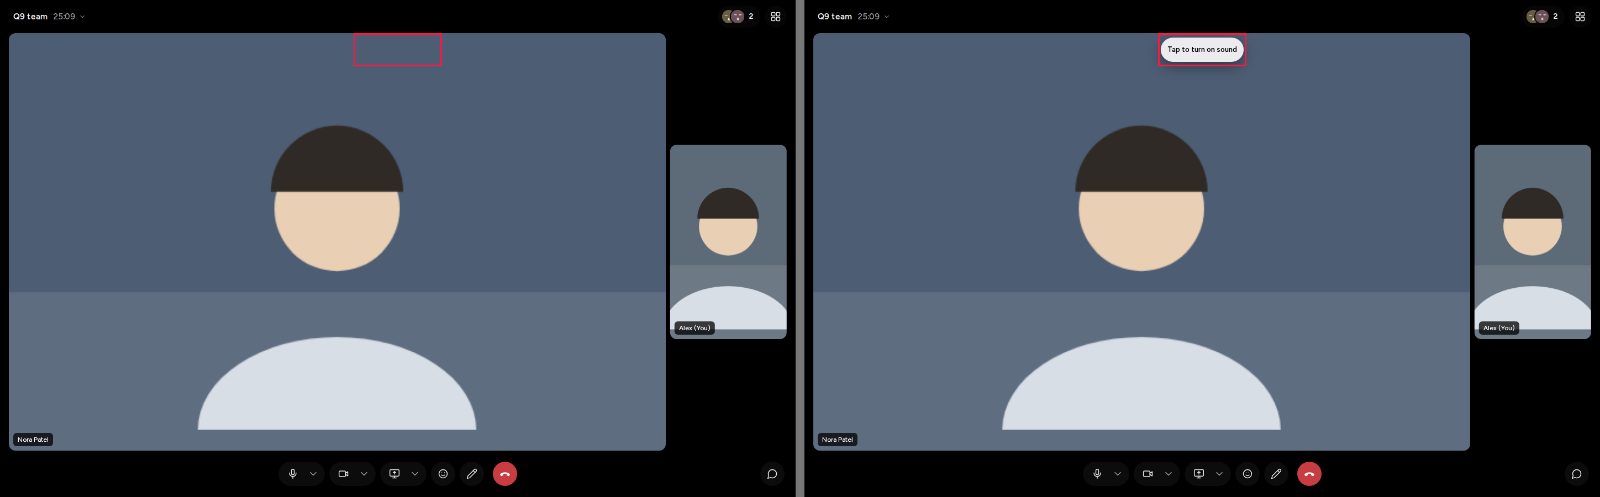 Q9 team 25:09
2
Nora Patel
Alex (You)
Q9 team 25:09
2
Tap to turn on sound
Nora Patel
Alex (You)